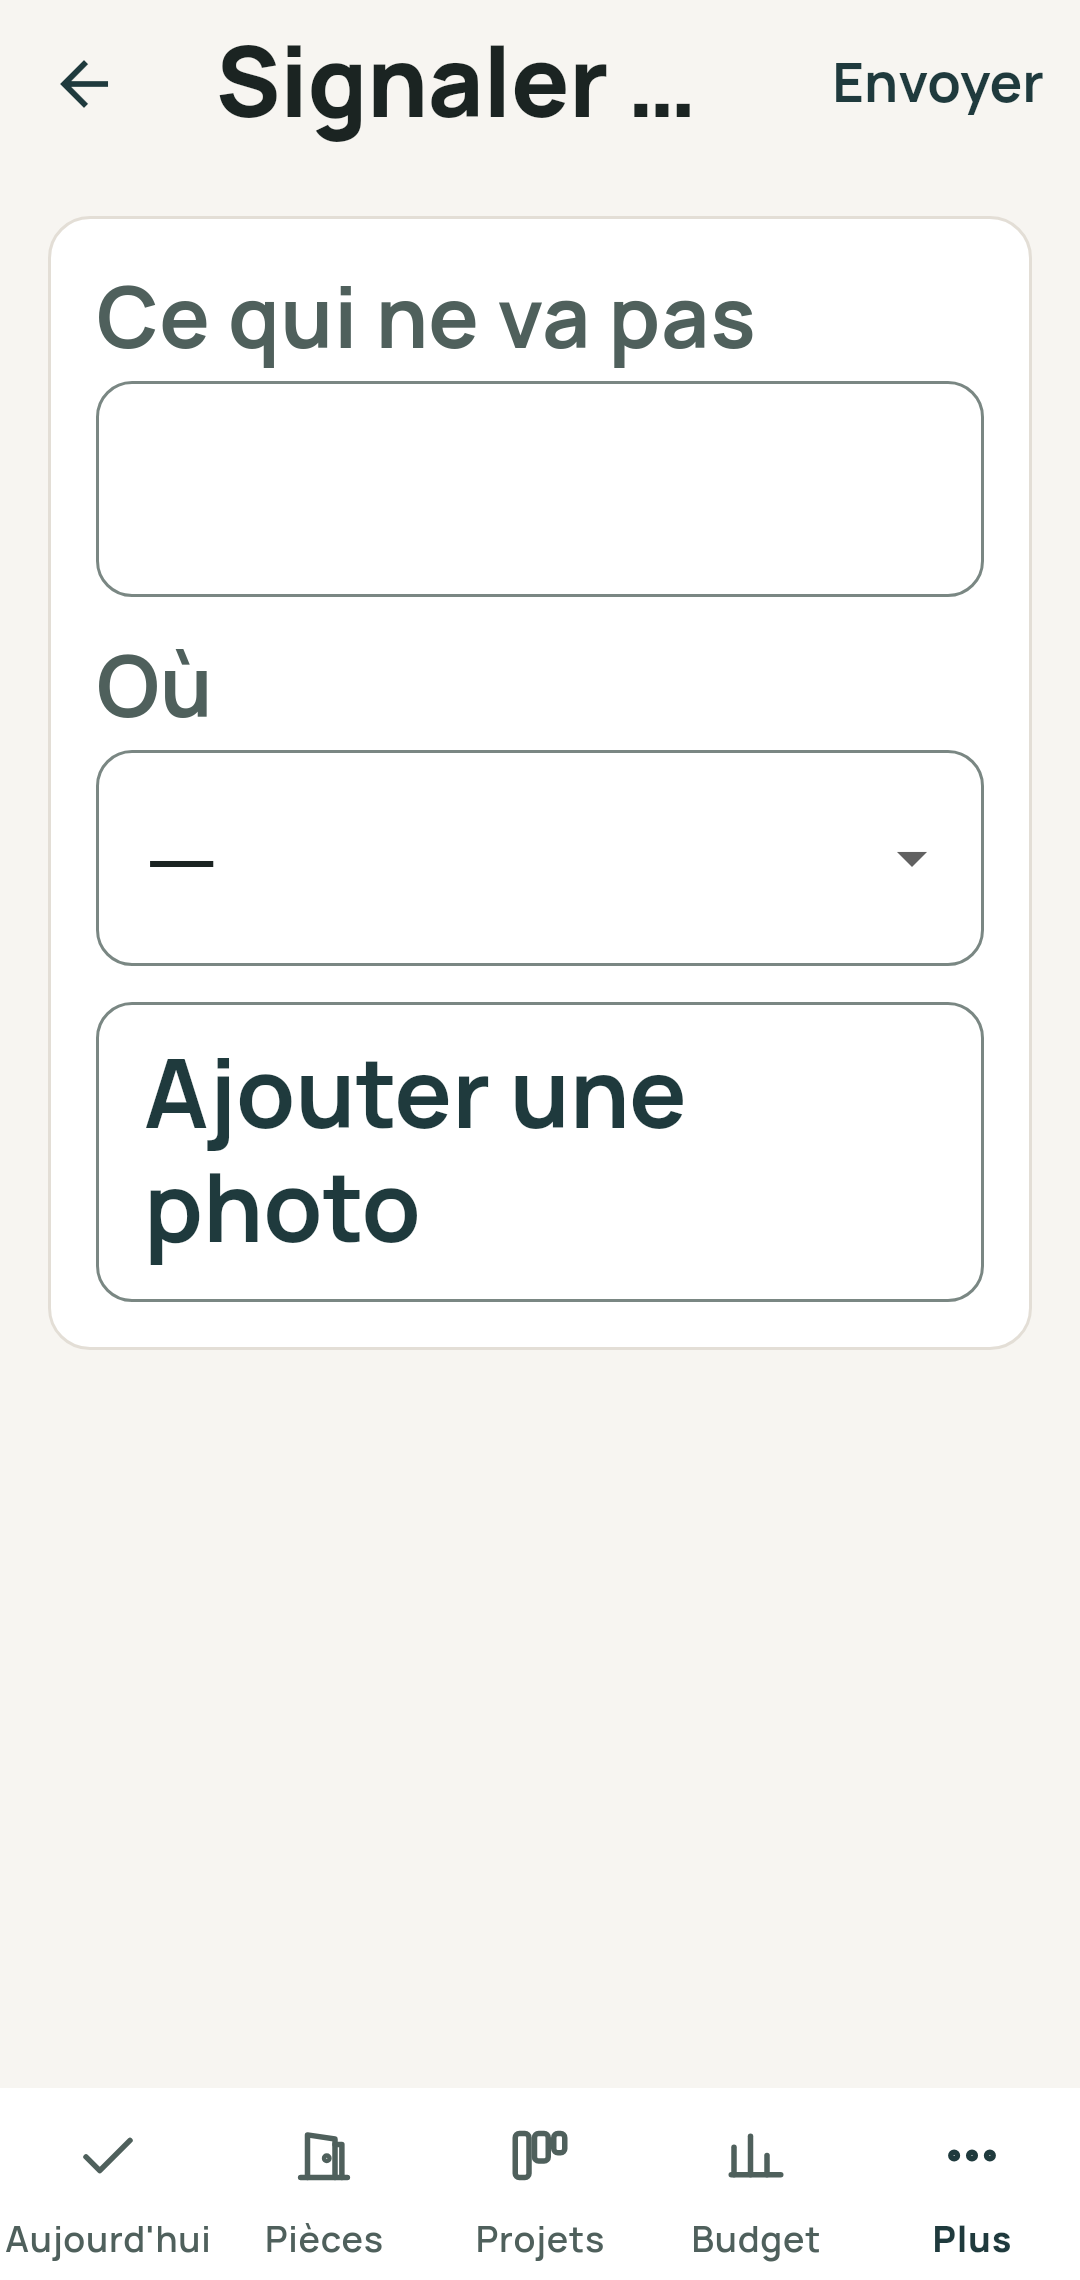 Signaler ...
Envoyer
Ce qui ne va pas
Où
—
Ajouter une
photo
Aujourd'hui
Pièces
Projets
Budget
Plus